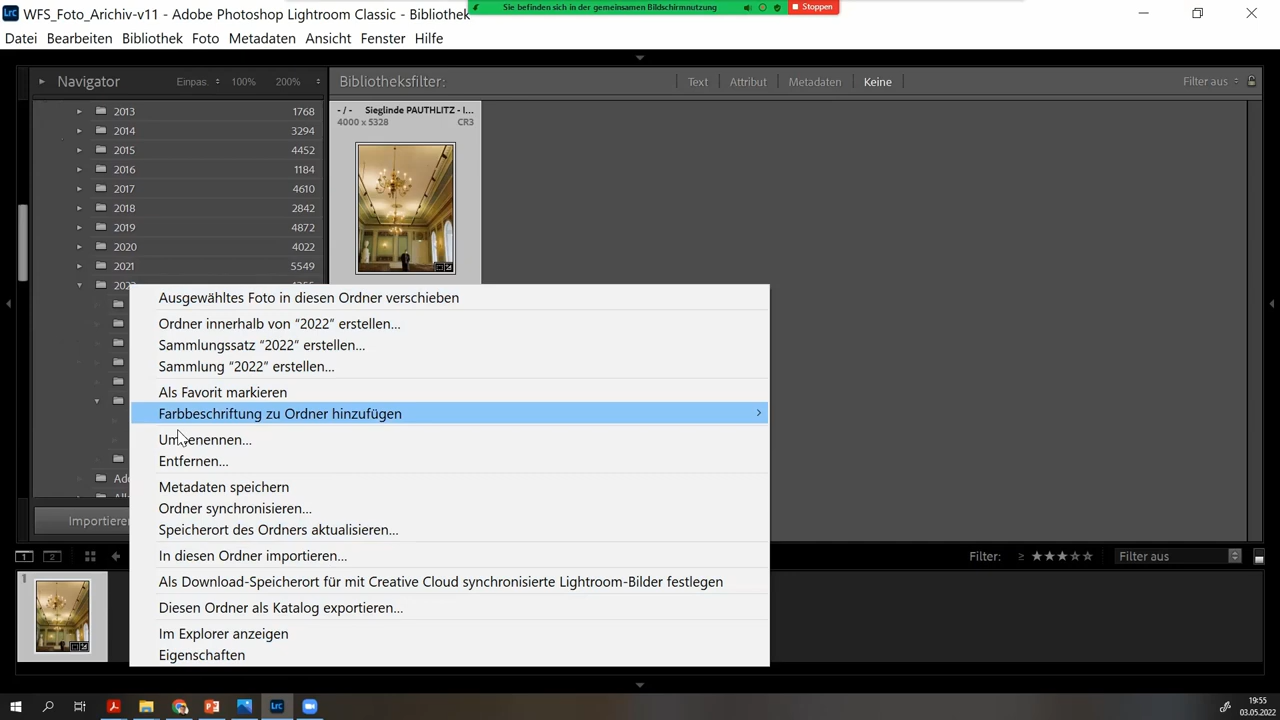 WFS_Foto_Arichiv-v11 - Adobe Photoshop Lightroom Classic - Bibliothek
Sie befinden sich in der gemeinsamen Bildschirmnutzung
Stoppen
Datei Bearbeiten Bibliothek Foto Metadaten Ansicht Fenster Hilfe
Navigator Einpas. 100% 200%
Bibliotheksfilter: Text Attribut Metadaten Keine Filter aus
2013 1768
2014 3294
2015 4452
2016 1184
2017 4610
2018 2842
2019 4872
2020 4022
2021 5549
- / - Sieglinde PAUTHLITZ - I...
4000 x 5328 CR3
Ausgewähltes Foto in diesen Ordner verschieben
Ordner innerhalb von “2022” erstellen...
Sammlungssatz “2022” erstellen...
Sammlung “2022” erstellen...
Als Favorit markieren
Farbbeschriftung zu Ordner hinzufügen
Umbenennen...
Entfernen...
Metadaten speichern
Ordner synchronisieren...
Speicherort des Ordners aktualisieren...
In diesen Ordner importieren...
Als Download-Speicherort für mit Creative Cloud synchronisierte Lightroom-Bilder festlegen
Diesen Ordner als Katalog exportieren...
Im Explorer anzeigen
Eigenschaften
Importieren
1 2
Filter: ≥ ★★★☆☆ Filter aus
1
19:55
03.05.2022